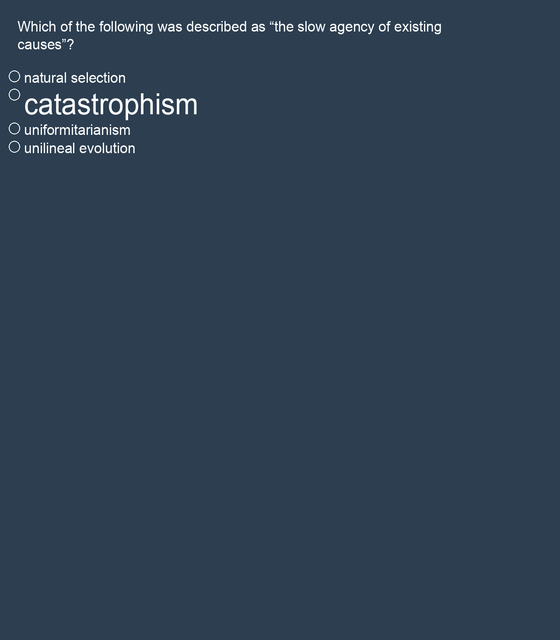 Which of the following was described as “the slow agency of existing
causes”?
natural selection
catastrophism
uniformitarianism
unilineal evolution